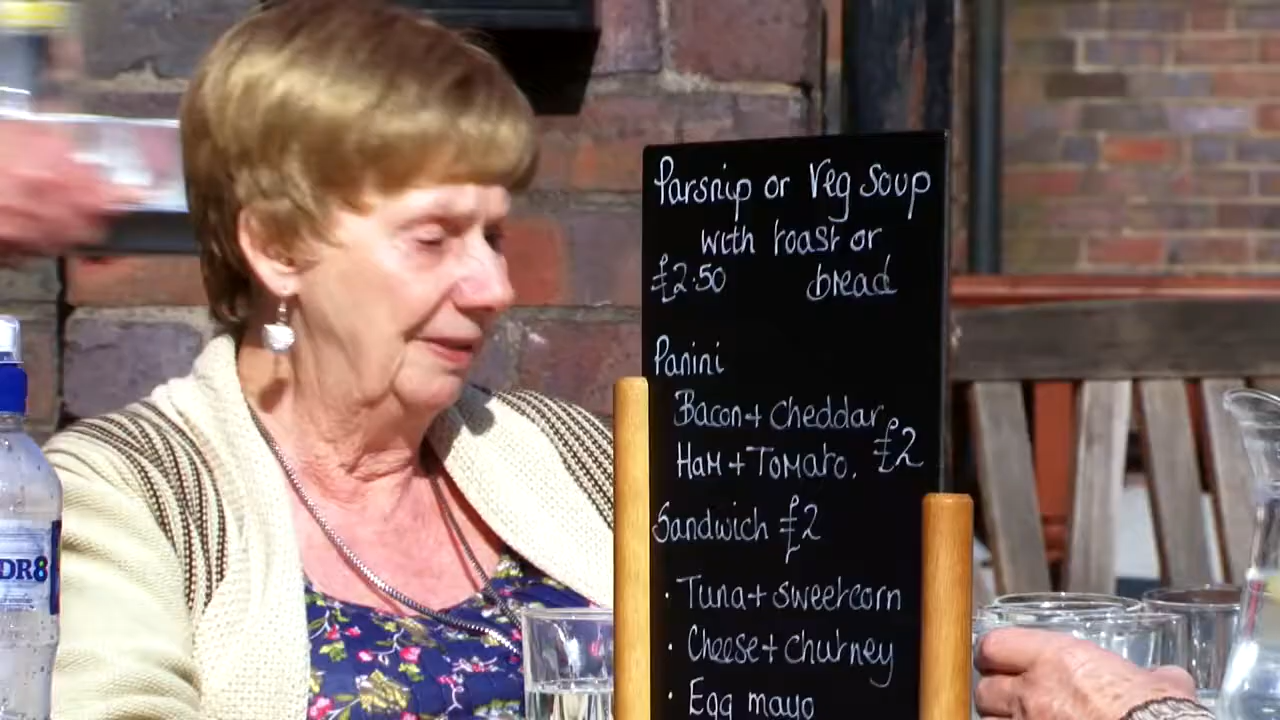 Parsnip or Veg Soup
with toast or
£2.50 bread
Panini
Bacon + Cheddar
Ham + Tomato. £2
Sandwich £2
· Tuna + sweetcorn
· Cheese + chutney
· Egg mayo
DR8